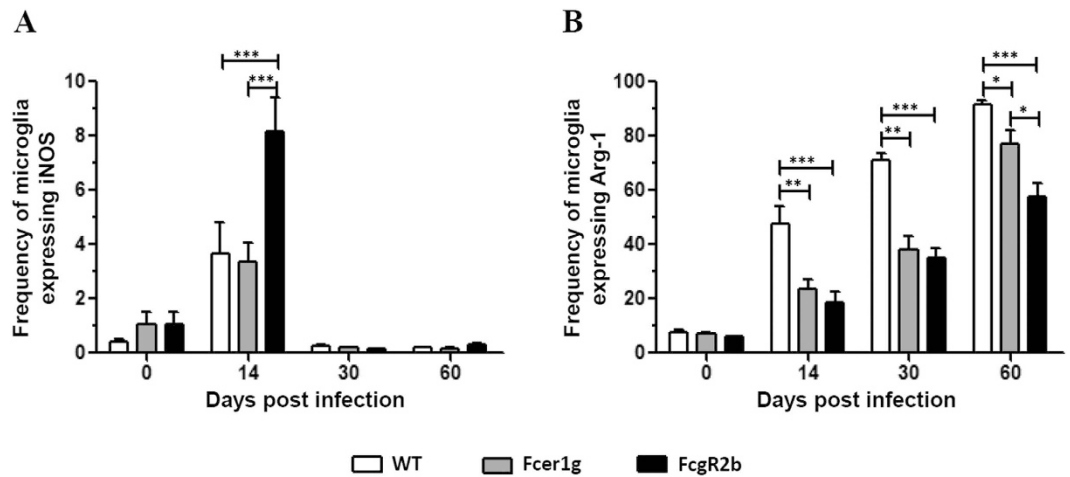 A
Frequency of microglia
expressing iNOS
10
8
6
4
2
0
***
***
0 14 30 60
Days post infection
B
Frequency of microglia
expressing Arg-1
100
80
60
40
20
0
***
**
***
**
***
*
*
0 14 30 60
Days post infection
WT Fcer1g FcgR2b